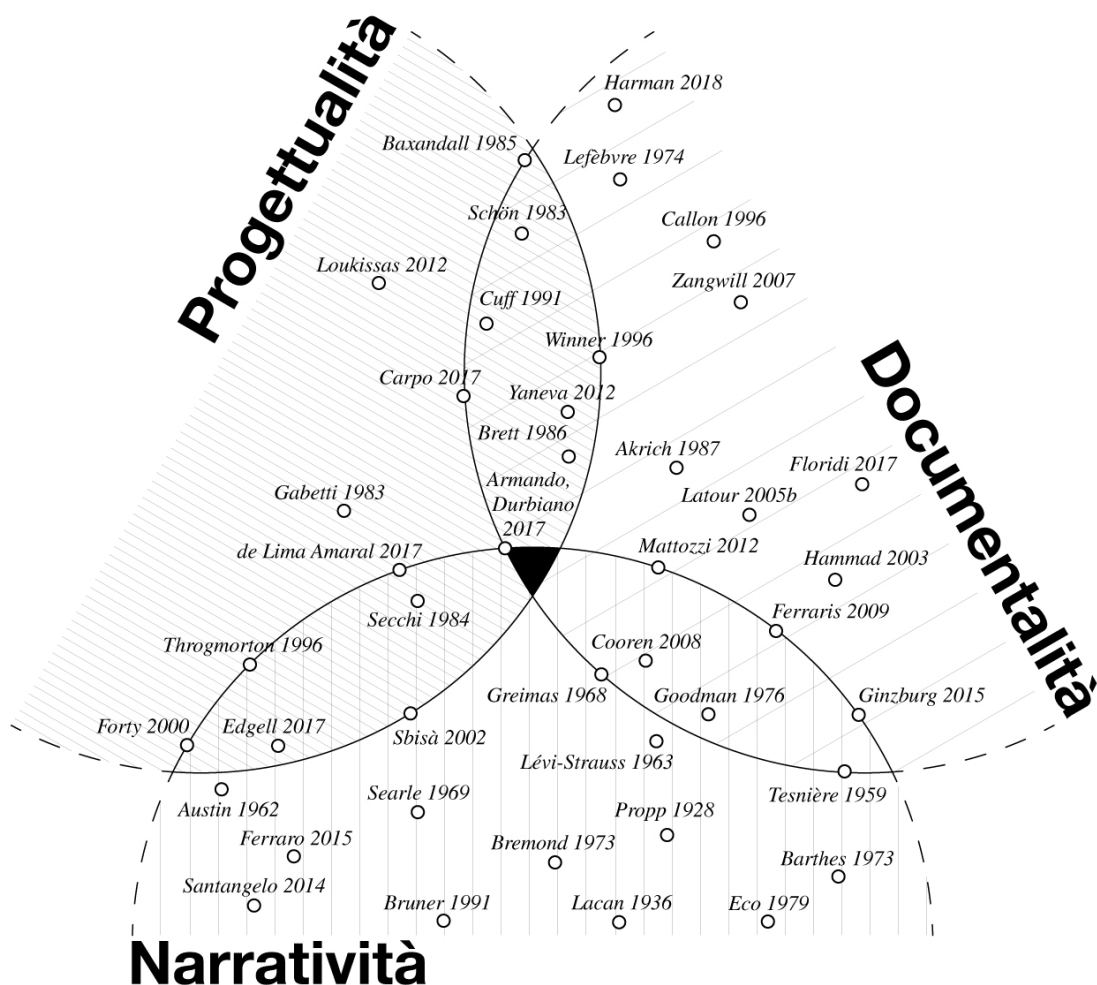 Progettualità
Harman 2018
Baxandall 1985
Lefèbvre 1974
Schön 1983
Callon 1996
Loukissas 2012
Zangwill 2007
Cuff 1991
Winner 1996
Carpo 2017
Yaneva 2012
Brett 1986
Akrich 1987
Documentalità
Floridi 2017
Armando,
Durbiano
2017
Gabetti 1983
Latour 2005b
de Lima Amaral 2017
Mattozzi 2012
Hammad 2003
Secchi 1984
Ferraris 2009
Throgmorton 1996
Cooren 2008
Greimas 1968
Goodman 1976
Ginzburg 2015
Forty 2000
Edgell 2017
Sbisà 2002
Lévi-Strauss 1963
Austin 1962
Searle 1969
Tesnière 1959
Propp 1928
Ferraro 2015
Bremond 1973
Barthes 1973
Santangelo 2014
Bruner 1991
Lacan 1936
Eco 1979
Narratività